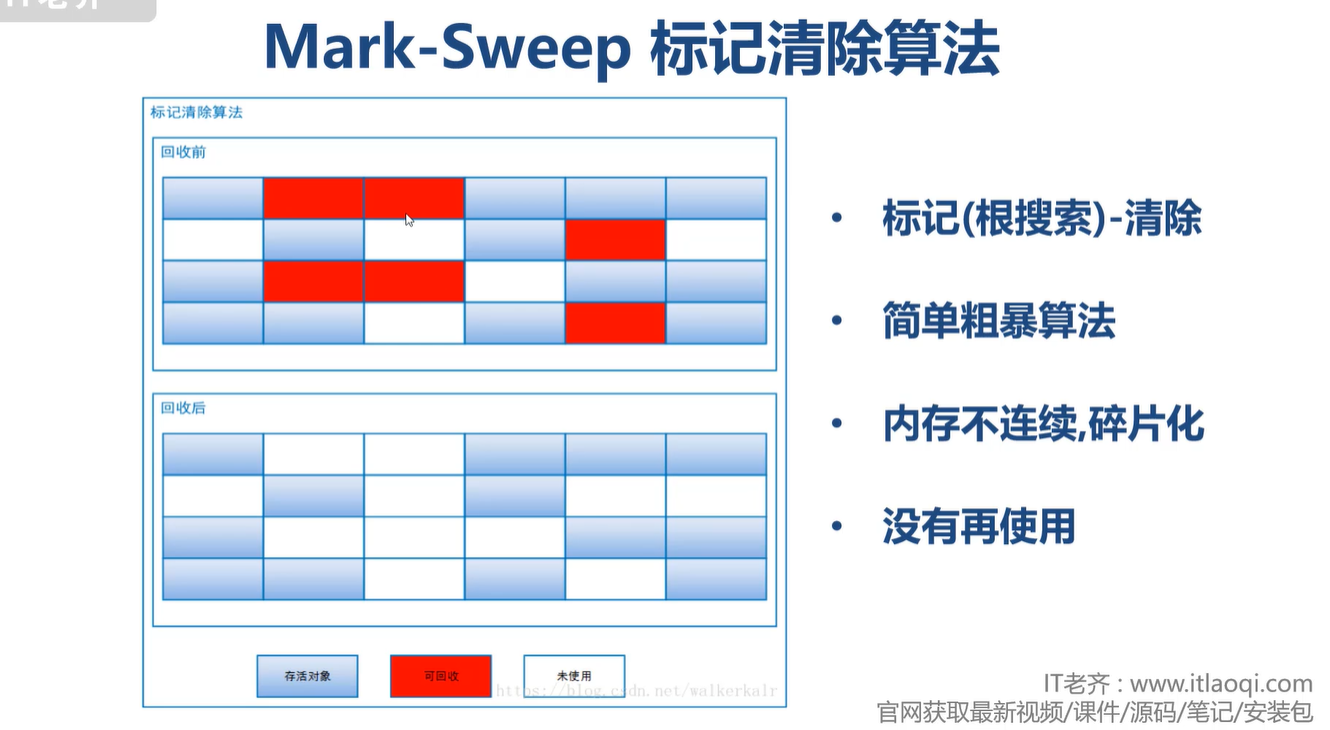 IT老齐
Mark-Sweep 标记清除算法
标记清除算法
回收前
回收后
存活对象
可回收
未使用
https://blog.csdn.net/walkerkalr
• 标记(根搜索)-清除
• 简单粗暴算法
• 内存不连续,碎片化
• 没有再使用
IT老齐 : www.itlaoqi.com
官网获取最新视频/课件/源码/笔记/安装包